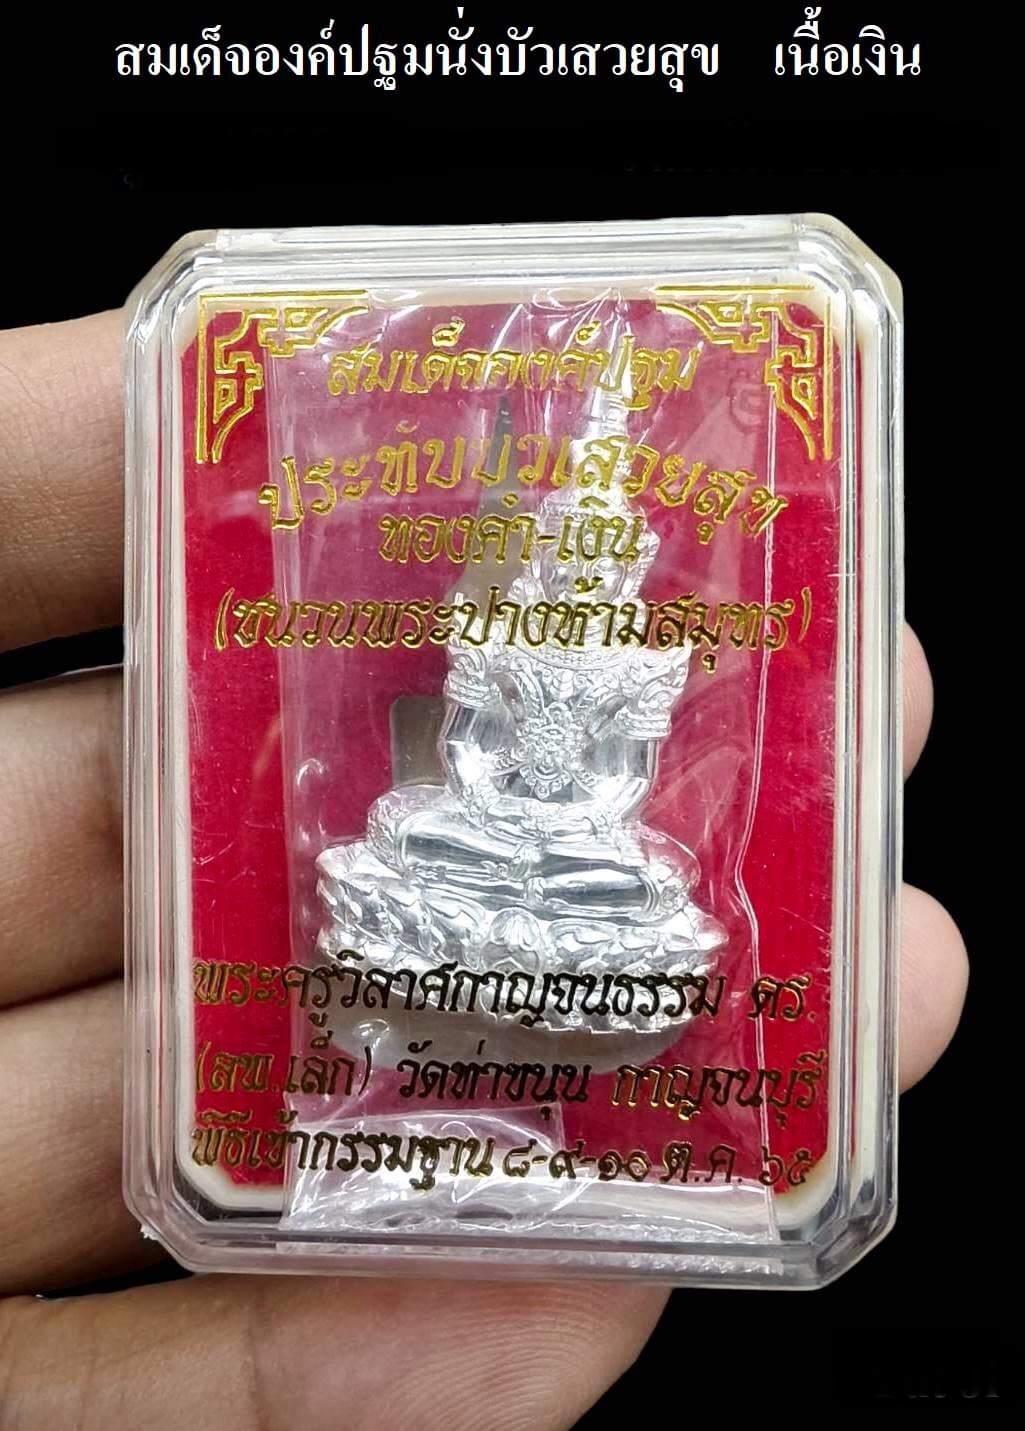 สมเด็จองค์ปฐมนั่งบัวเสวยสุข เนื้อเงิน
สมเด็จองค์ปฐม
ประทับบัวเสวยสุข
ทองคำ-เงิน
(ชนวนพระปางห้ามสมุทร)
พระครูวิลาศกาญจนธรรม ดร.
(สพ.เล็ก) วัดท่าขนุน กาญจนบุรี
พิธีเข้ากรรมฐาน ๘-๙-๑๐ ต.ค. ๖๕